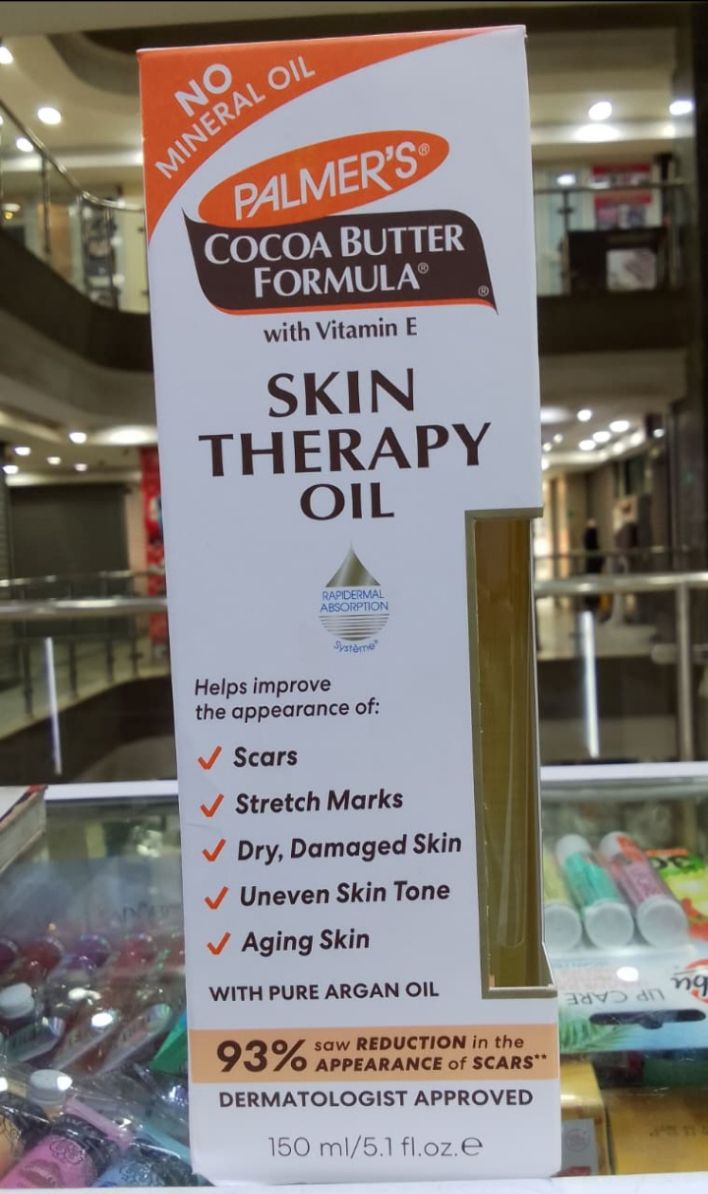 NO
MINERAL OIL
PALMER'S®
COCOA BUTTER
FORMULA®
®
with Vitamin E
SKIN
THERAPY
OIL
RAPIDERMAL
ABSORPTION
Système®
Helps improve
the appearance of:
Scars
Stretch Marks
Dry, Damaged Skin
Uneven Skin Tone
Aging Skin
WITH PURE ARGAN OIL
93% saw REDUCTION in the
APPEARANCE of SCARS**
DERMATOLOGIST APPROVED
150 ml/5.1 fl.oz.e
LIP CARE